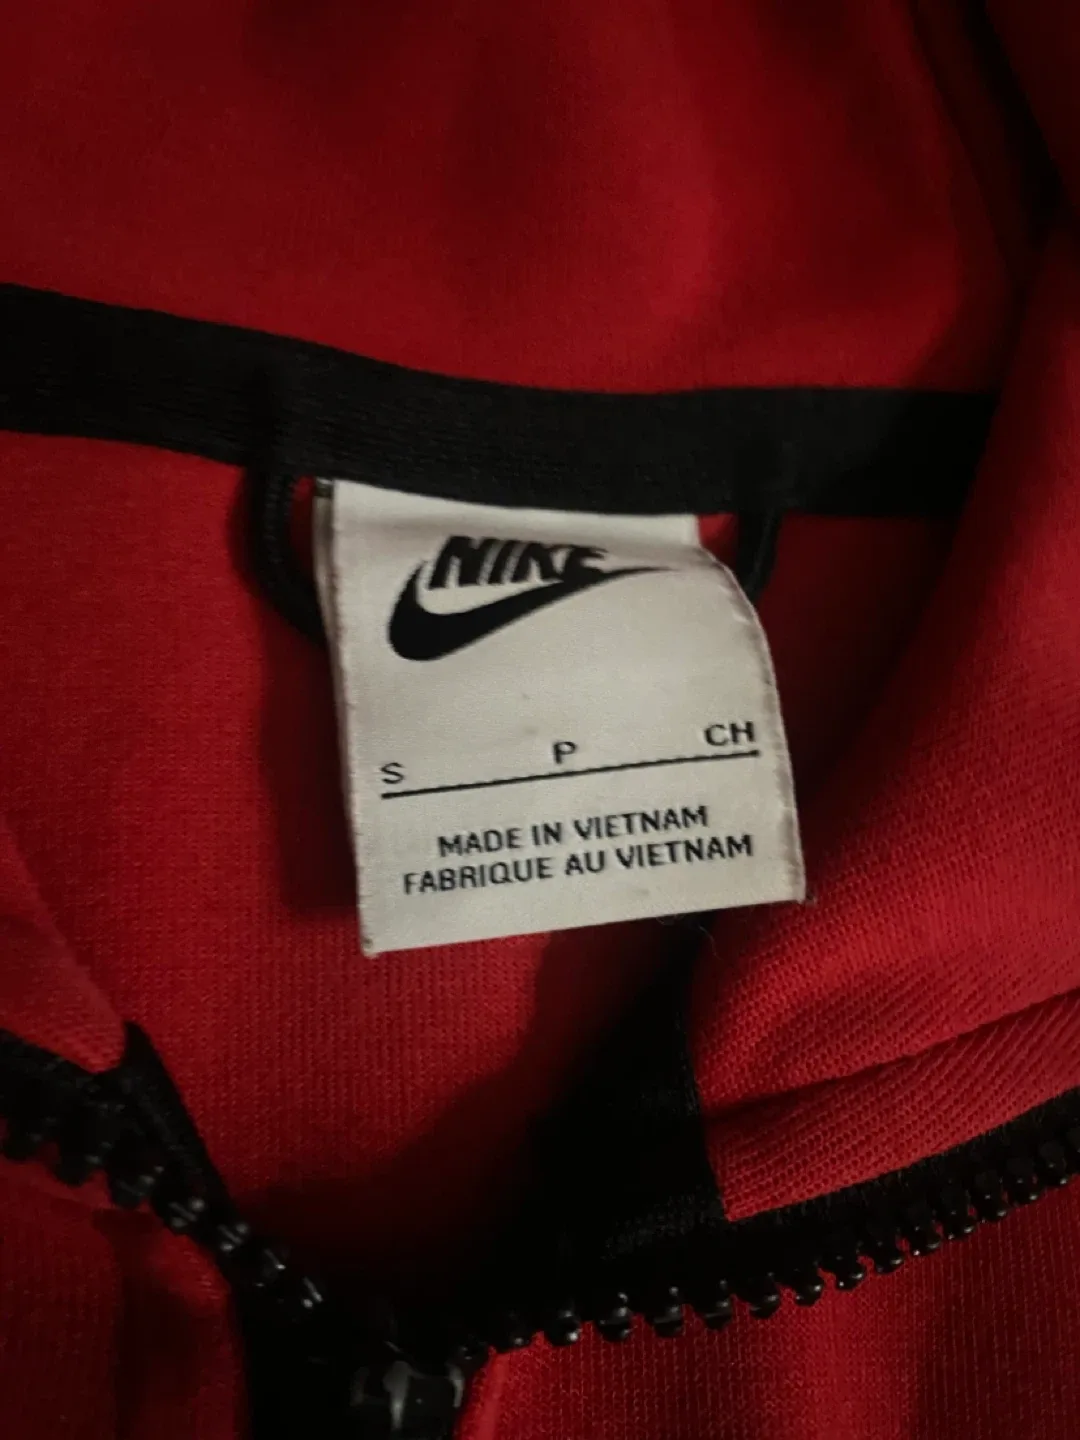 NIKE
S P CH
MADE IN VIETNAM
FABRIQUE AU VIETNAM